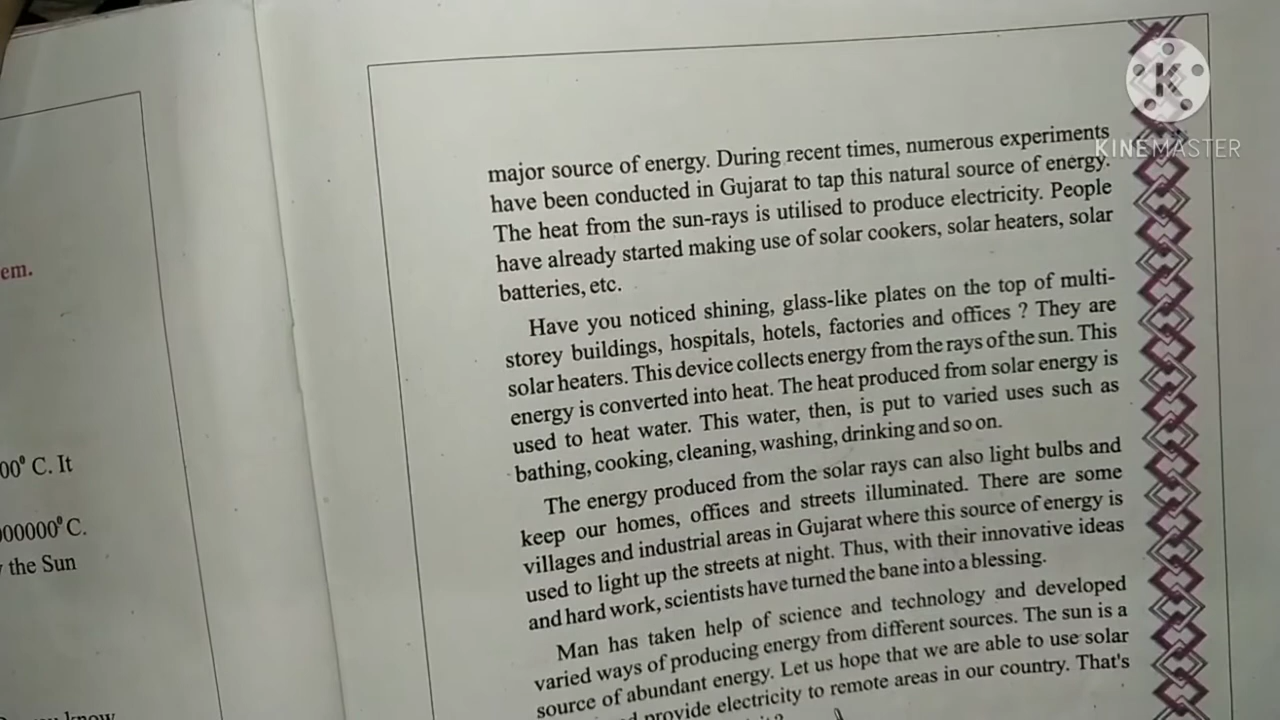 em.
00⁰ C. It
000000⁰C.
the Sun
know
major source of energy. During recent times, numerous experiments
have been conducted in Gujarat to tap this natural source of energy.
The heat from the sun-rays is utilised to produce electricity. People
have already started making use of solar cookers, solar heaters, solar
batteries, etc.
Have you noticed shining, glass-like plates on the top of multi-
storey buildings, hospitals, hotels, factories and offices ? They are
solar heaters. This device collects energy from the rays of the sun. This
energy is converted into heat. The heat produced from solar energy is
used to heat water. This water, then, is put to varied uses such as
bathing, cooking, cleaning, washing, drinking and so on.
The energy produced from the solar rays can also light bulbs and
keep our homes, offices and streets illuminated. There are some
villages and industrial areas in Gujarat where this source of energy is
used to light up the streets at night. Thus, with their innovative ideas
and hard work, scientists have turned the bane into a blessing.
Man has taken help of science and technology and developed
varied ways of producing energy from different sources. The sun is a
source of abundant energy. Let us hope that we are able to use solar
provide electricity to remote areas in our country. That's
K
KINEMASTER